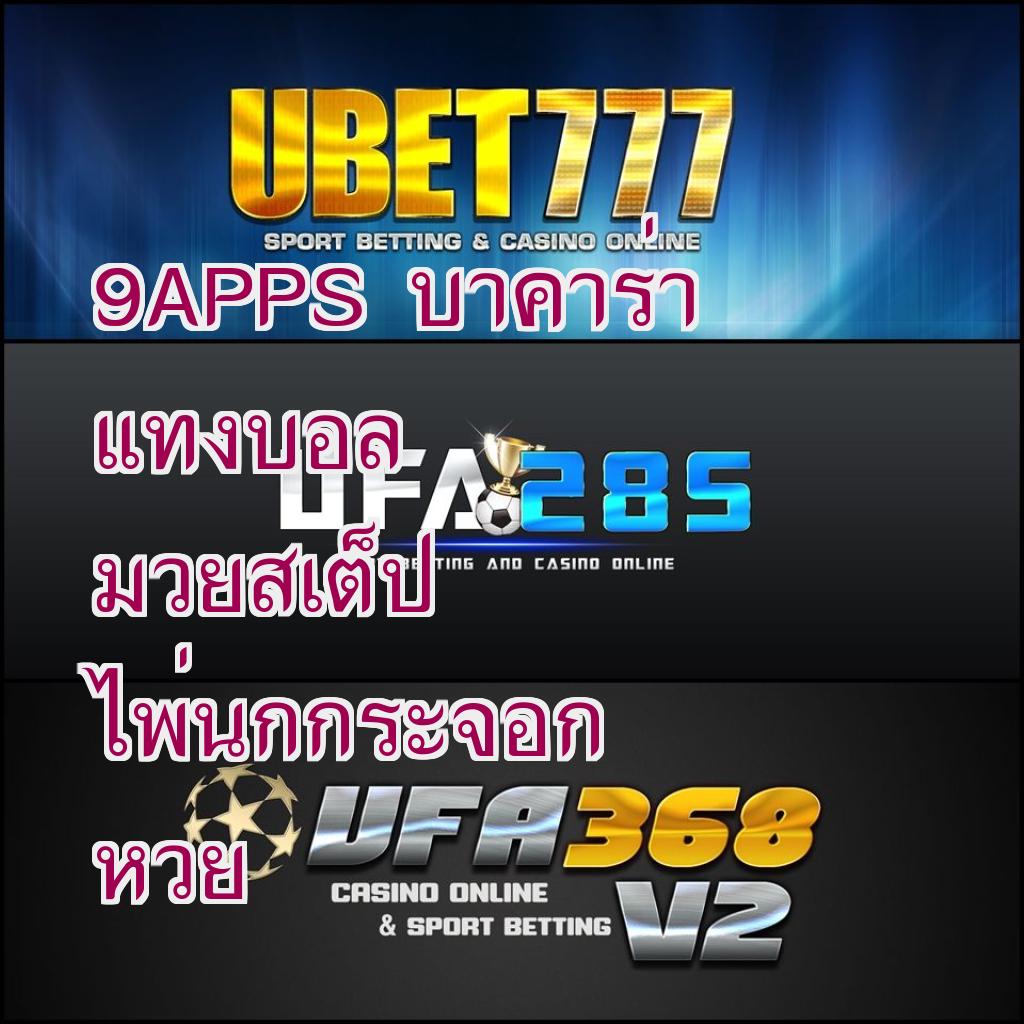 UBET777
SPORT BETTING & CASINO ONLINE
9APPS บาคาร่า
แทงบอล
UFA285
BETTING AND CASINO ONLINE
มวยสเต็ป
ไพ่นกกระจอก
UFA368
หวย
CASINO ONLINE
& SPORT BETTING
V2